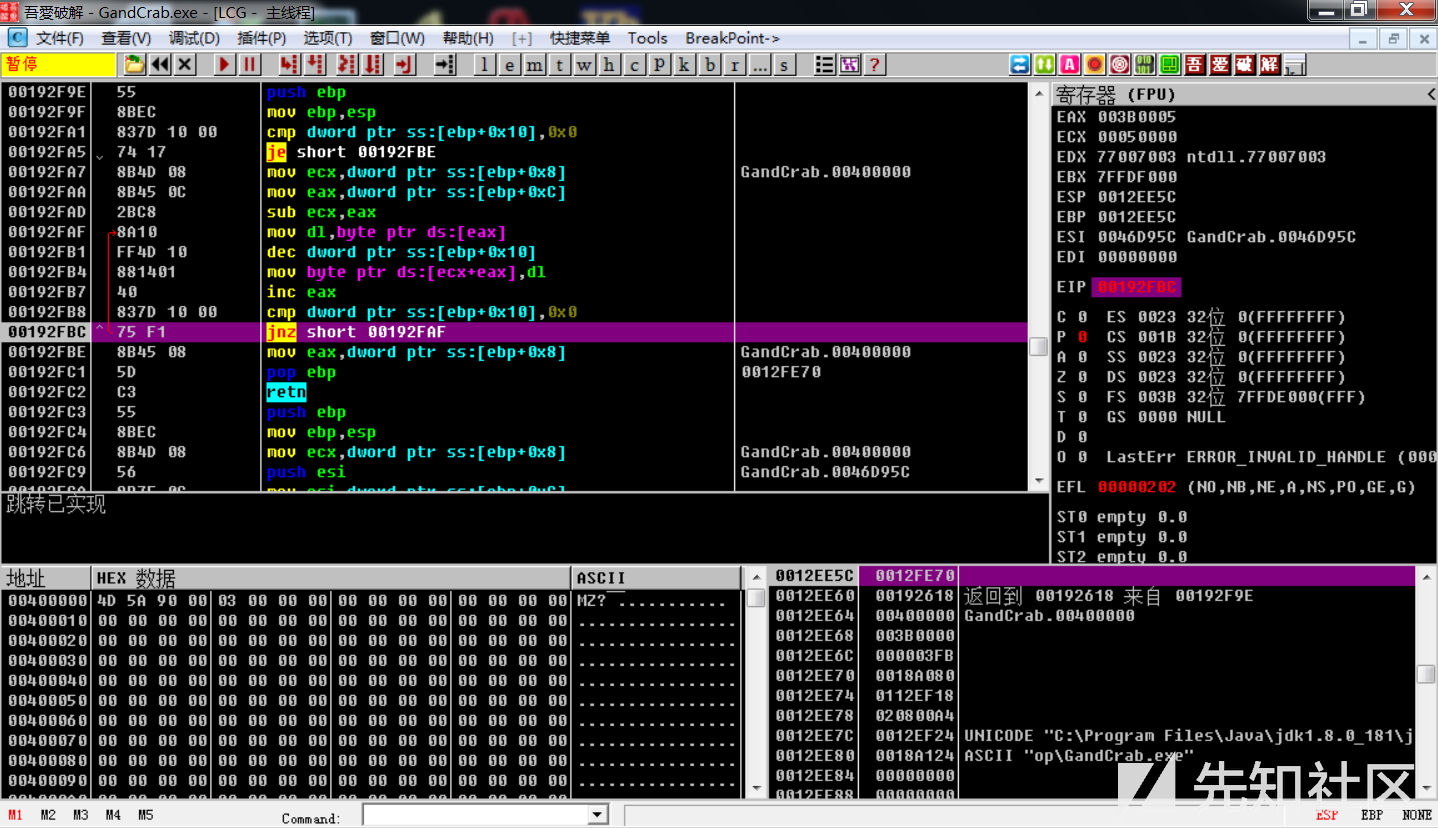 吾愛破解 - GandCrab.exe - [LCG - 主线程]
文件(F) 查看(V) 调试(D) 插件(P) 选项(T) 窗口(W) 帮助(H) [+] 快捷菜单 Tools BreakPoint->
暂停 l e m t w h c P k b r ... s ? A 吾 爱 破 解
00192F9E 55 push ebp
00192F9F 8BEC mov ebp,esp
00192FA1 837D 10 00 cmp dword ptr ss:[ebp+0x10],0x0
00192FA5 74 17 je short 00192FBE
00192FA7 8B4D 08 mov ecx,dword ptr ss:[ebp+0x8] GandCrab.00400000
00192FAA 8B45 0C mov eax,dword ptr ss:[ebp+0xC]
00192FAD 2BC8 sub ecx,eax
00192FAF 8A10 mov dl,byte ptr ds:[eax]
00192FB1 FF4D 10 dec dword ptr ss:[ebp+0x10]
00192FB4 881401 mov byte ptr ds:[ecx+eax],dl
00192FB7 40 inc eax
00192FB8 837D 10 00 cmp dword ptr ss:[ebp+0x10],0x0
00192FBC 75 F1 jnz short 00192FAF
00192FBE 8B45 08 mov eax,dword ptr ss:[ebp+0x8] GandCrab.00400000
00192FC1 5D pop ebp 0012FE70
00192FC2 C3 retn
00192FC3 55 push ebp
00192FC4 8BEC mov ebp,esp
00192FC6 8B4D 08 mov ecx,dword ptr ss:[ebp+0x8] GandCrab.00400000
00192FC9 56 push esi GandCrab.0046D95C
跳转已实现
寄存器 (FPU) <
EAX 003B0005
ECX 00050000
EDX 77007003 ntdll.77007003
EBX 7FFDF000
ESP 0012EE5C
EBP 0012EE5C
ESI 0046D95C GandCrab.0046D95C
EDI 00000000
EIP 00192FBC
C 0 ES 0023 32位 0(FFFFFFFF)
P 0 CS 001B 32位 0(FFFFFFFF)
A 0 SS 0023 32位 0(FFFFFFFF)
Z 0 DS 0023 32位 0(FFFFFFFF)
S 0 FS 003B 32位 7FFDE000(FFF)
T 0 GS 0000 NULL
D 0
O 0 LastErr ERROR_INVALID_HANDLE (000
EFL 00000202 (NO,NB,NE,A,NS,PO,GE,G)
ST0 empty 0.0
ST1 empty 0.0
ST2 empty 0.0
地址 HEX 数据 ASCII
00400000 4D 5A 90 00 03 00 00 00 00 00 00 00 00 00 00 00 MZ? ...........
00400010 00 00 00 00 00 00 00 00 00 00 00 00 00 00 00 00 ................
00400020 00 00 00 00 00 00 00 00 00 00 00 00 00 00 00 00 ................
00400030 00 00 00 00 00 00 00 00 00 00 00 00 00 00 00 00 ................
00400040 00 00 00 00 00 00 00 00 00 00 00 00 00 00 00 00 ................
00400050 00 00 00 00 00 00 00 00 00 00 00 00 00 00 00 00 ................
00400060 00 00 00 00 00 00 00 00 00 00 00 00 00 00 00 00 ................
00400070 00 00 00 00 00 00 00 00 00 00 00 00 00 00 00 00 ................
00400080 00 00 00 00 00 00 00 00 00 00 00 00 00 00 00 00 ................
00400090 00 00 00 00 00 00 00 00 00 00 00 00 00 00 00 00 ................
0012EE5C 0012FE70
0012EE60 00192618 返回到 00192618 来自 00192F9E
0012EE64 00400000 GandCrab.00400000
0012EE68 003B0000
0012EE6C 000003FB
0012EE70 0018A080
0012EE74 0112EF18
0012EE78 020800A4
0012EE7C 0012EF24 UNICODE "C:\Program Files\Java\jdk1.8.0_181\j
0012EE80 0018A124 ASCII "op\GandCrab.exe"
0012EE84 00000000
0012EE88 00000000
先知社区
M1 M2 M3 M4 M5 Command: ESP EBP NONE